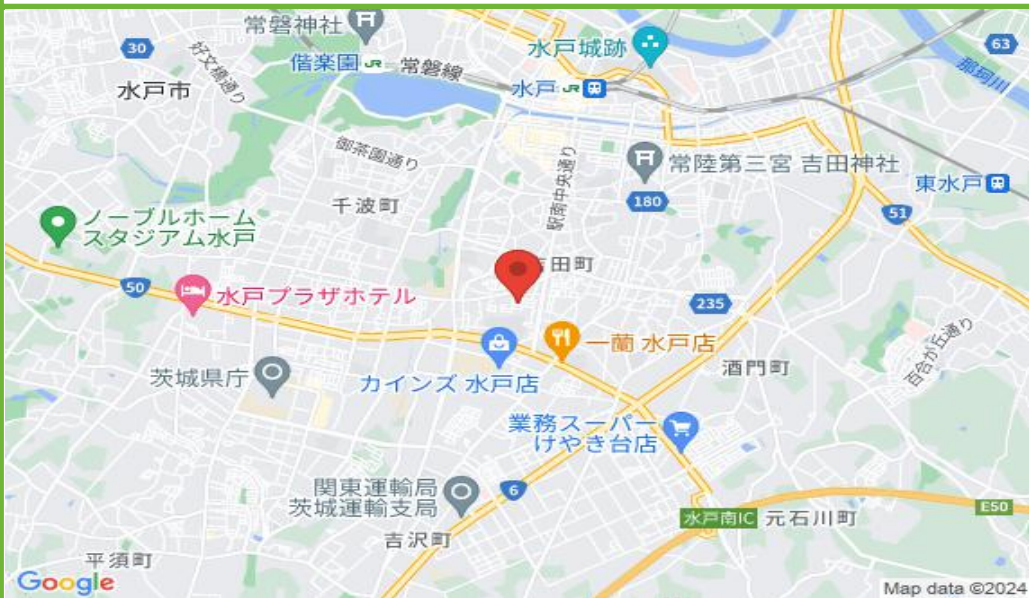 常磐神社
30
好文橋通り
水戸市
偕楽園
JR
常磐線
水戸城跡
水戸
JR
63
那珂川
御茶園通り
駅南中央通り
常陸第三宮 吉田神社
180
東水戸
51
千波町
ノーブルホーム
スタジアム水戸
田町
50
水戸プラザホテル
235
一蘭 水戸店
カインズ 水戸店
酒門町
百合が丘通り
茨城県庁
業務スーパー
けやき台店
関東運輸局
茨城運輸支局
6
水戸南IC
元石川町
E50
吉沢町
平須町
Google
Map data ©2024